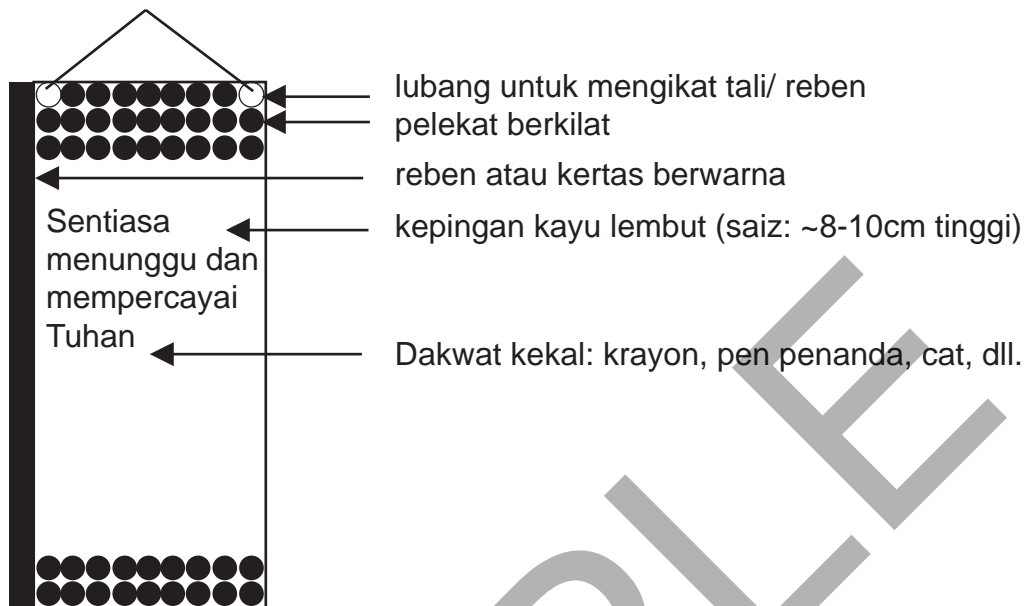 lubang untuk mengikat tali/ reben
pelekat berkilat
reben atau kertas berwarna
kepingan kayu lembut (saiz: ~8-10cm tinggi)
Sentiasa
menunggu dan
mempercayai
Tuhan
Dakwat kekal: krayon, pen penanda, cat, dll.